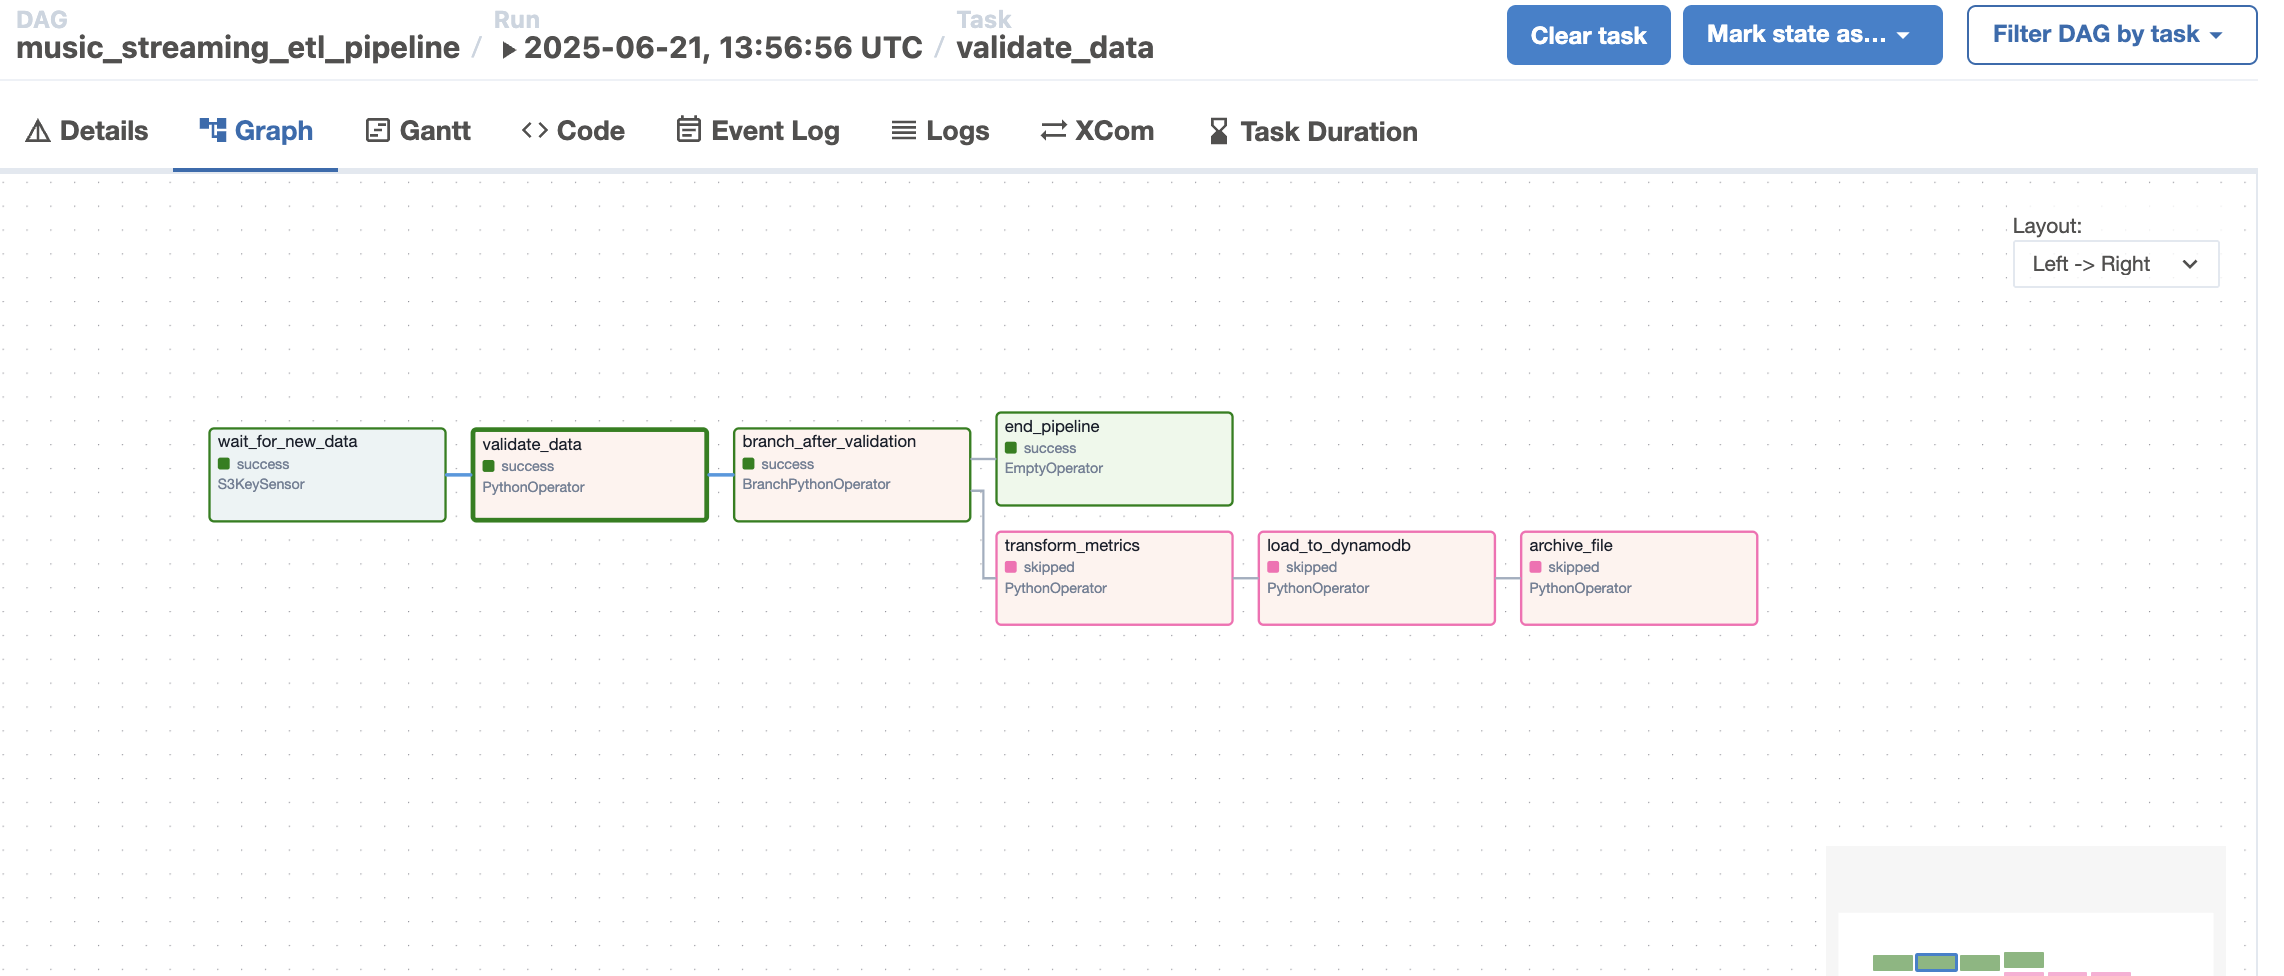 DAG
music_streaming_etl_pipeline
/
Run
2025-06-21, 13:56:56 UTC
/
Task
validate_data
Clear task
Mark state as...
Filter DAG by task
Details
Graph
Gantt
Code
Event Log
Logs
XCom
Task Duration
Layout:
Left -> Right
wait_for_new_data
success
S3KeySensor
validate_data
success
PythonOperator
branch_after_validation
success
BranchPythonOperator
end_pipeline
success
EmptyOperator
transform_metrics
skipped
PythonOperator
load_to_dynamodb
skipped
PythonOperator
archive_file
skipped
PythonOperator